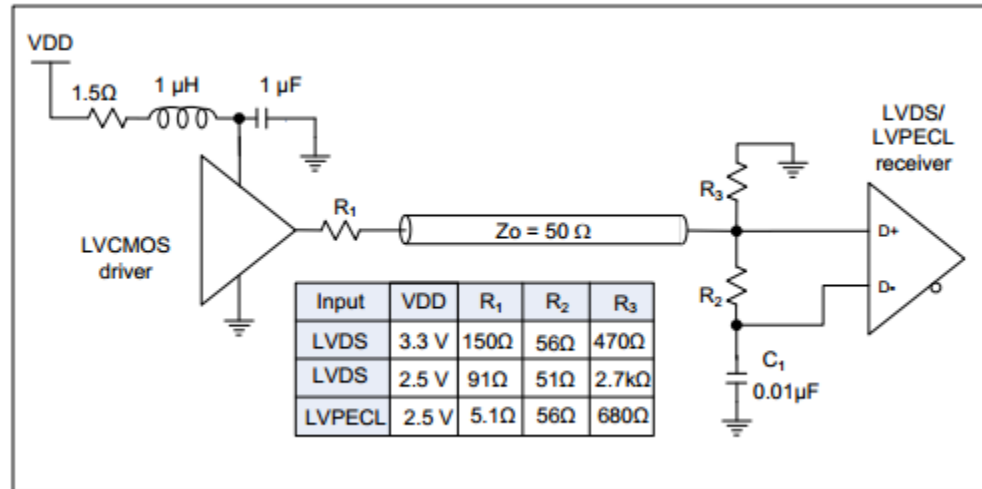 VDD
1.5Ω
1 µH
1 µF
LVDS/
LVPECL
receiver
R3
R1
Zo = 50 Ω
D+
LVCMOS
driver
R2
D-
Input VDD R1 R2 R3
LVDS 3.3 V 150Ω 56Ω 470Ω
LVDS 2.5 V 91Ω 51Ω 2.7kΩ
LVPECL 2.5 V 5.1Ω 56Ω 680Ω
C1
0.01µF